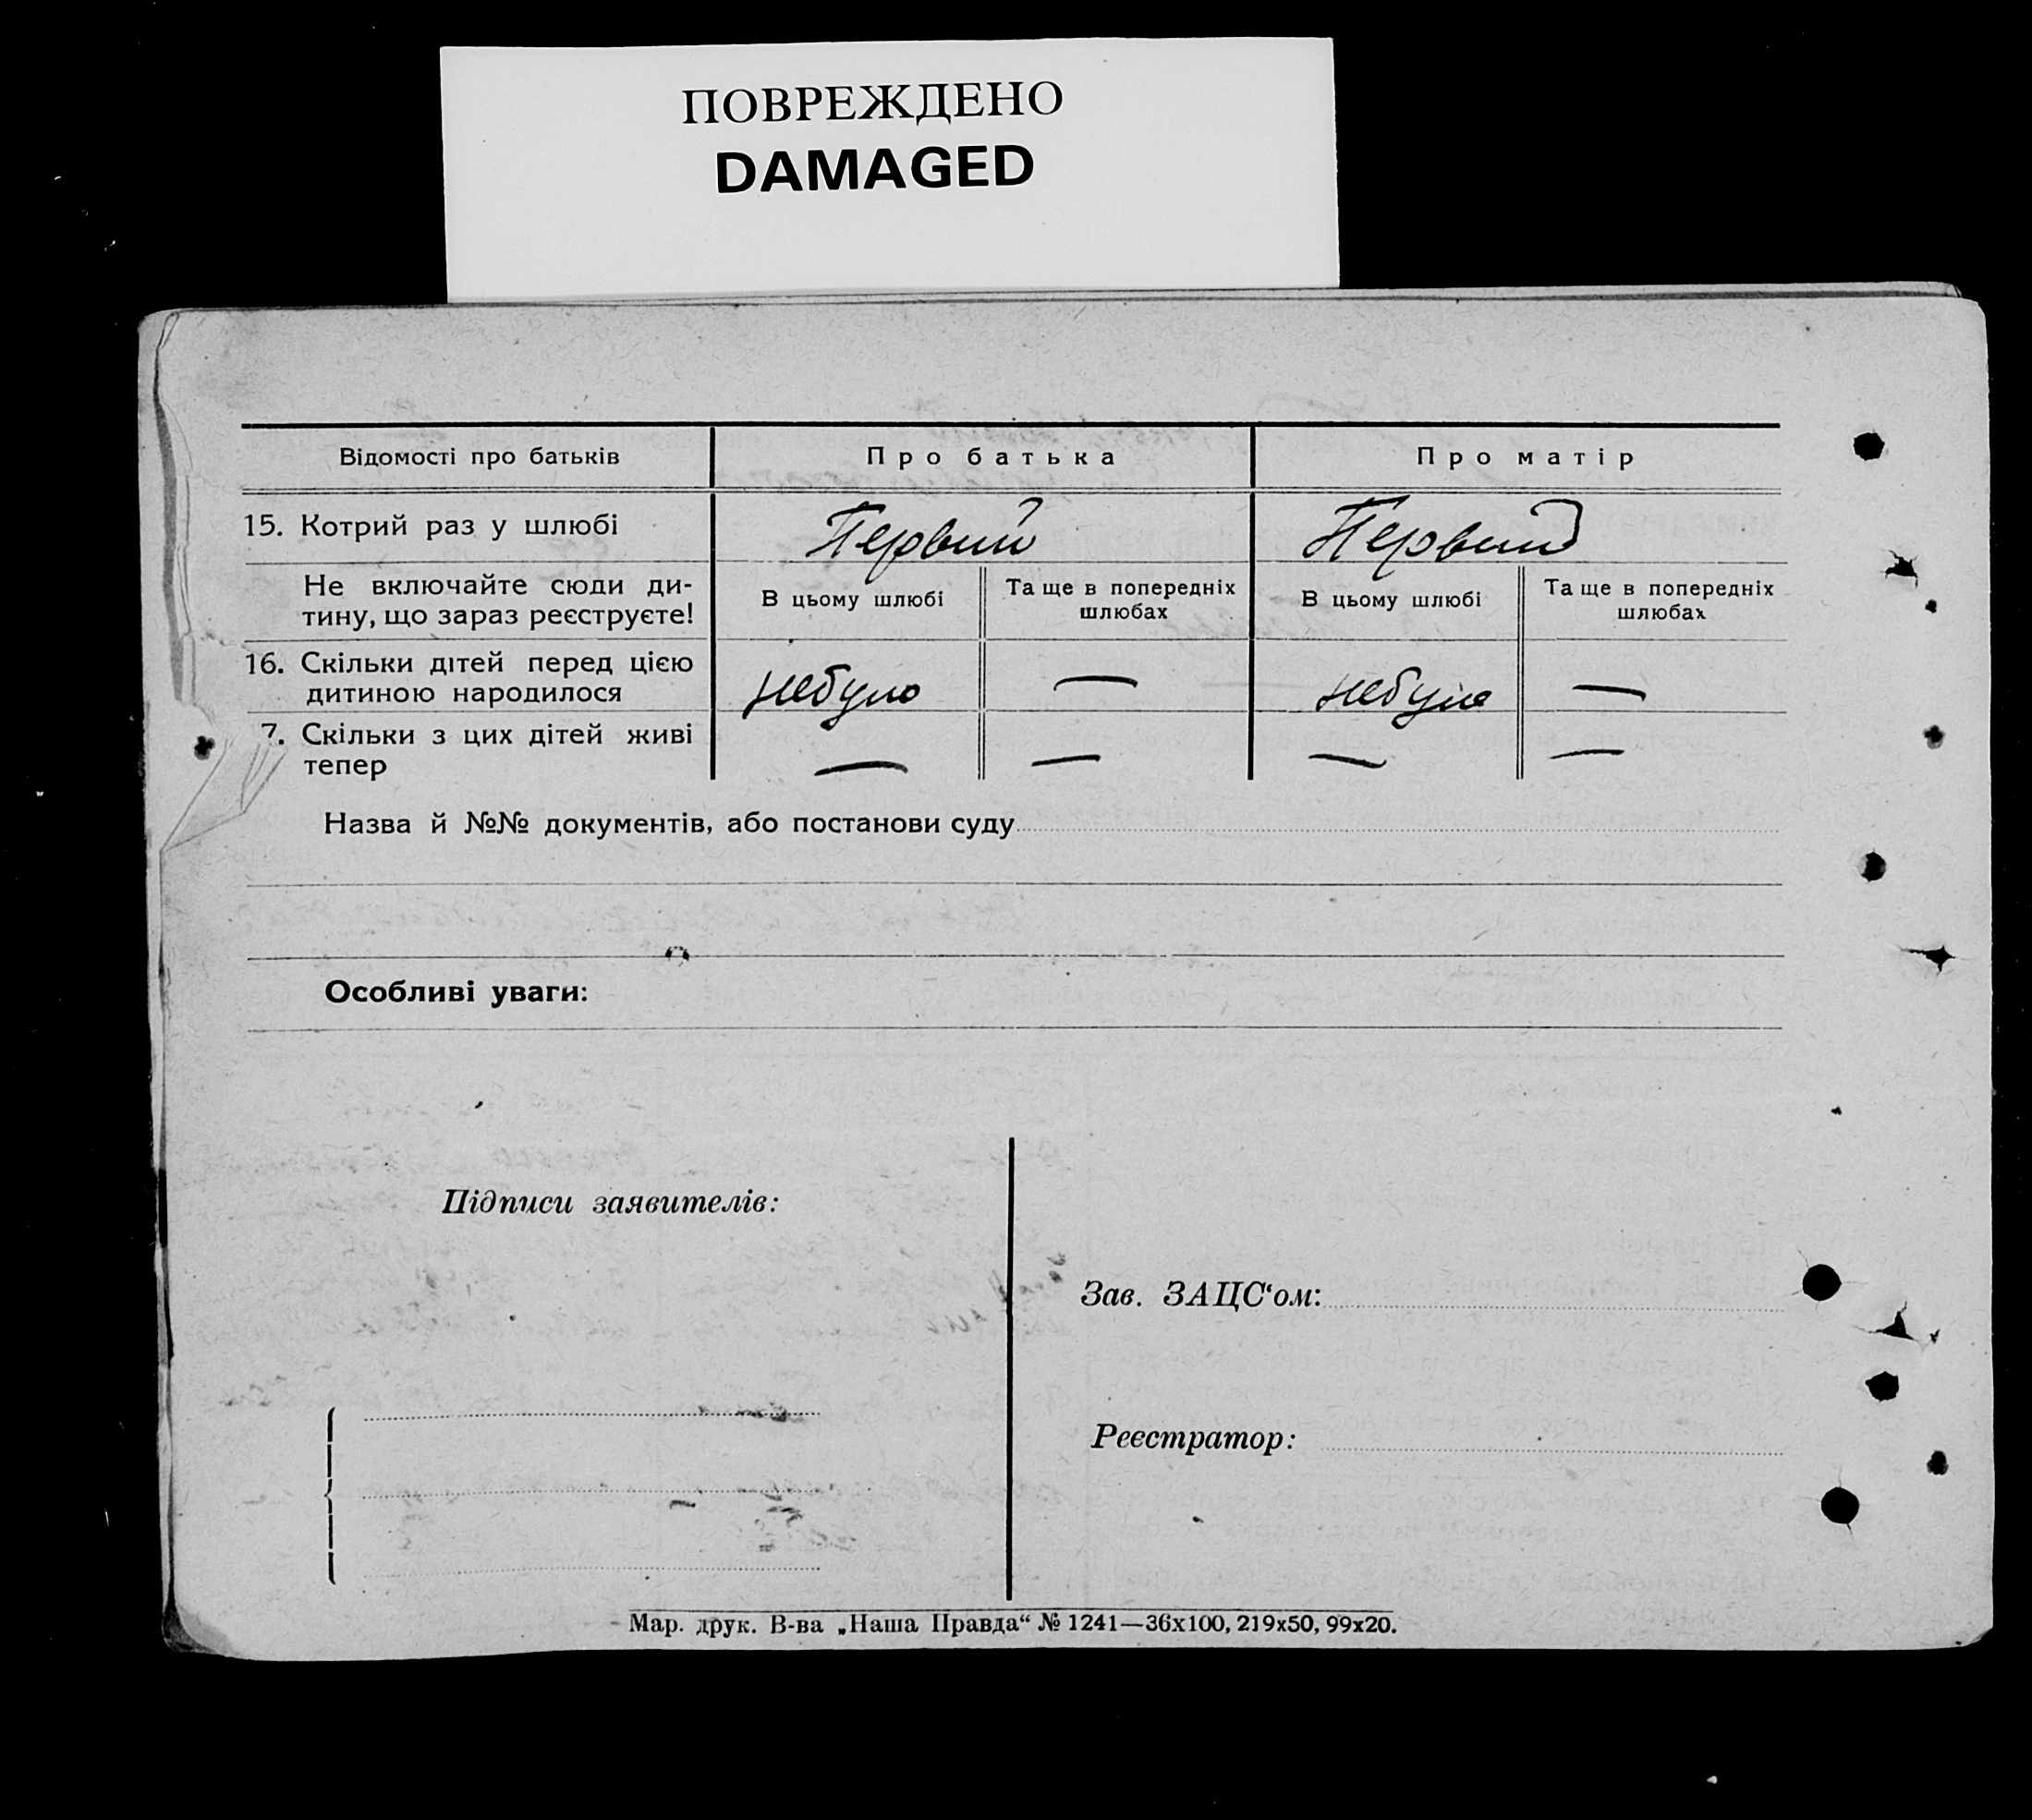 ПОВРЕЖДЕНО
DAMAGED
Відомості про батьків
Про батька
Про матір
15. Котрий раз у шлюбі
Первий
Первий
Не включайте сюди ди-
тину, що зараз реєструєте!
В цьому шлюбі
Та ще в попередніх
шлюбах
В цьому шлюбі
Та ще в попередніх
шлюбах
16. Скільки дітей перед цією
дитиною народилося
небуло
—
небуло
—
7. Скільки з цих дітей живі
тепер
—
—
—
—
Назва й №№ документів, або постанови суду
Особливі уваги:
Підписи заявителів:
Зав. ЗАЦС‘ом:
Реєстратор:
Мар. друк. В-ва „Наша Правда“ № 1241—36х100, 219х50, 99х20.